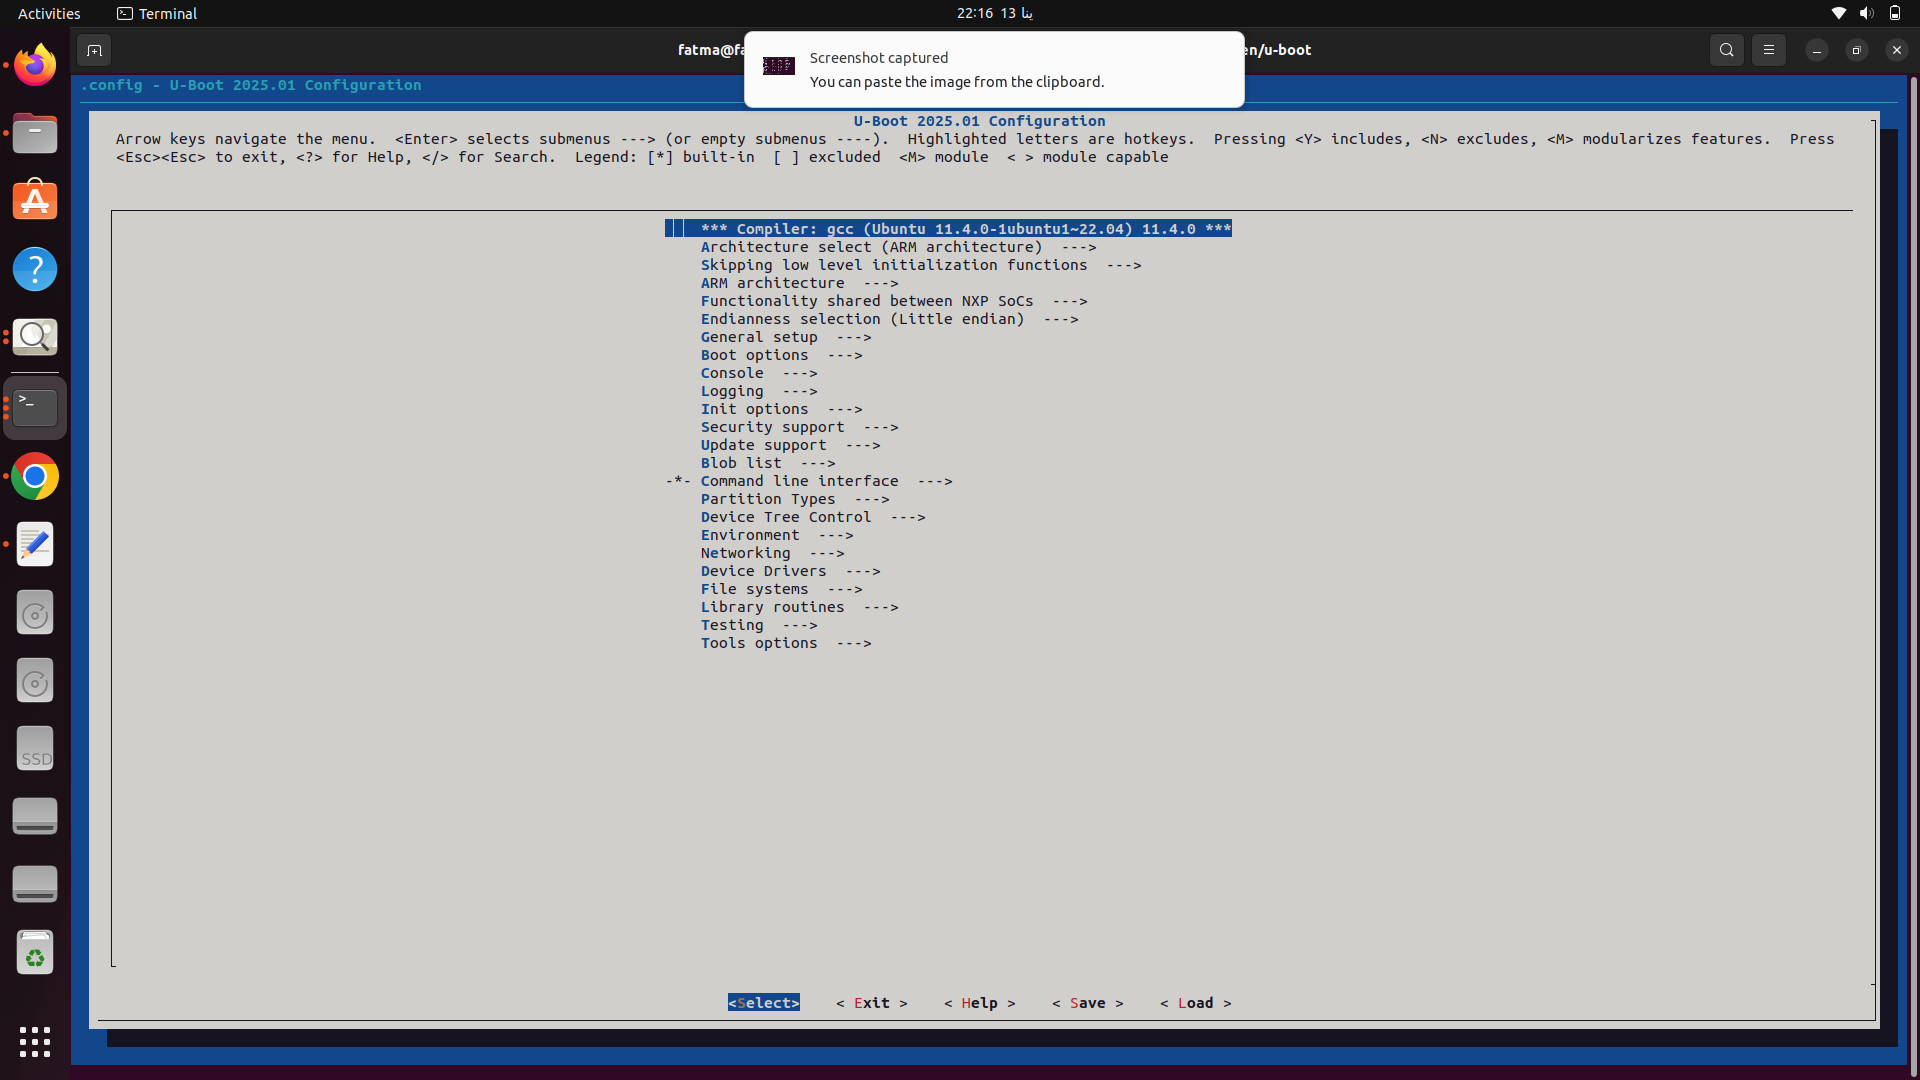 Activities
Terminal
22:16 13 ينا
fatma@fa
en/u-boot
Screenshot captured
You can paste the image from the clipboard.
.config - U-Boot 2025.01 Configuration
U-Boot 2025.01 Configuration
Arrow keys navigate the menu.  <Enter> selects submenus ---> (or empty submenus ----).  Highlighted letters are hotkeys.  Pressing <Y> includes, <N> excludes, <M> modularizes features.  Press
<Esc><Esc> to exit, <?> for Help, </> for Search.  Legend: [*] built-in  [ ] excluded  <M> module  < > module capable
*** Compiler: gcc (Ubuntu 11.4.0-1ubuntu1~22.04) 11.4.0 ***
Architecture select (ARM architecture)  --->
Skipping low level initialization functions  --->
ARM architecture  --->
Functionality shared between NXP SoCs  --->
Endianness selection (Little endian)  --->
General setup  --->
Boot options  --->
Console  --->
Logging  --->
Init options  --->
Security support  --->
Update support  --->
Blob list  --->
-*- Command line interface  --->
Partition Types  --->
Device Tree Control  --->
Environment  --->
Networking  --->
Device Drivers  --->
File systems  --->
Library routines  --->
Testing  --->
Tools options  --->
<Select>    < Exit >    < Help >    < Save >    < Load >
>_
SSD